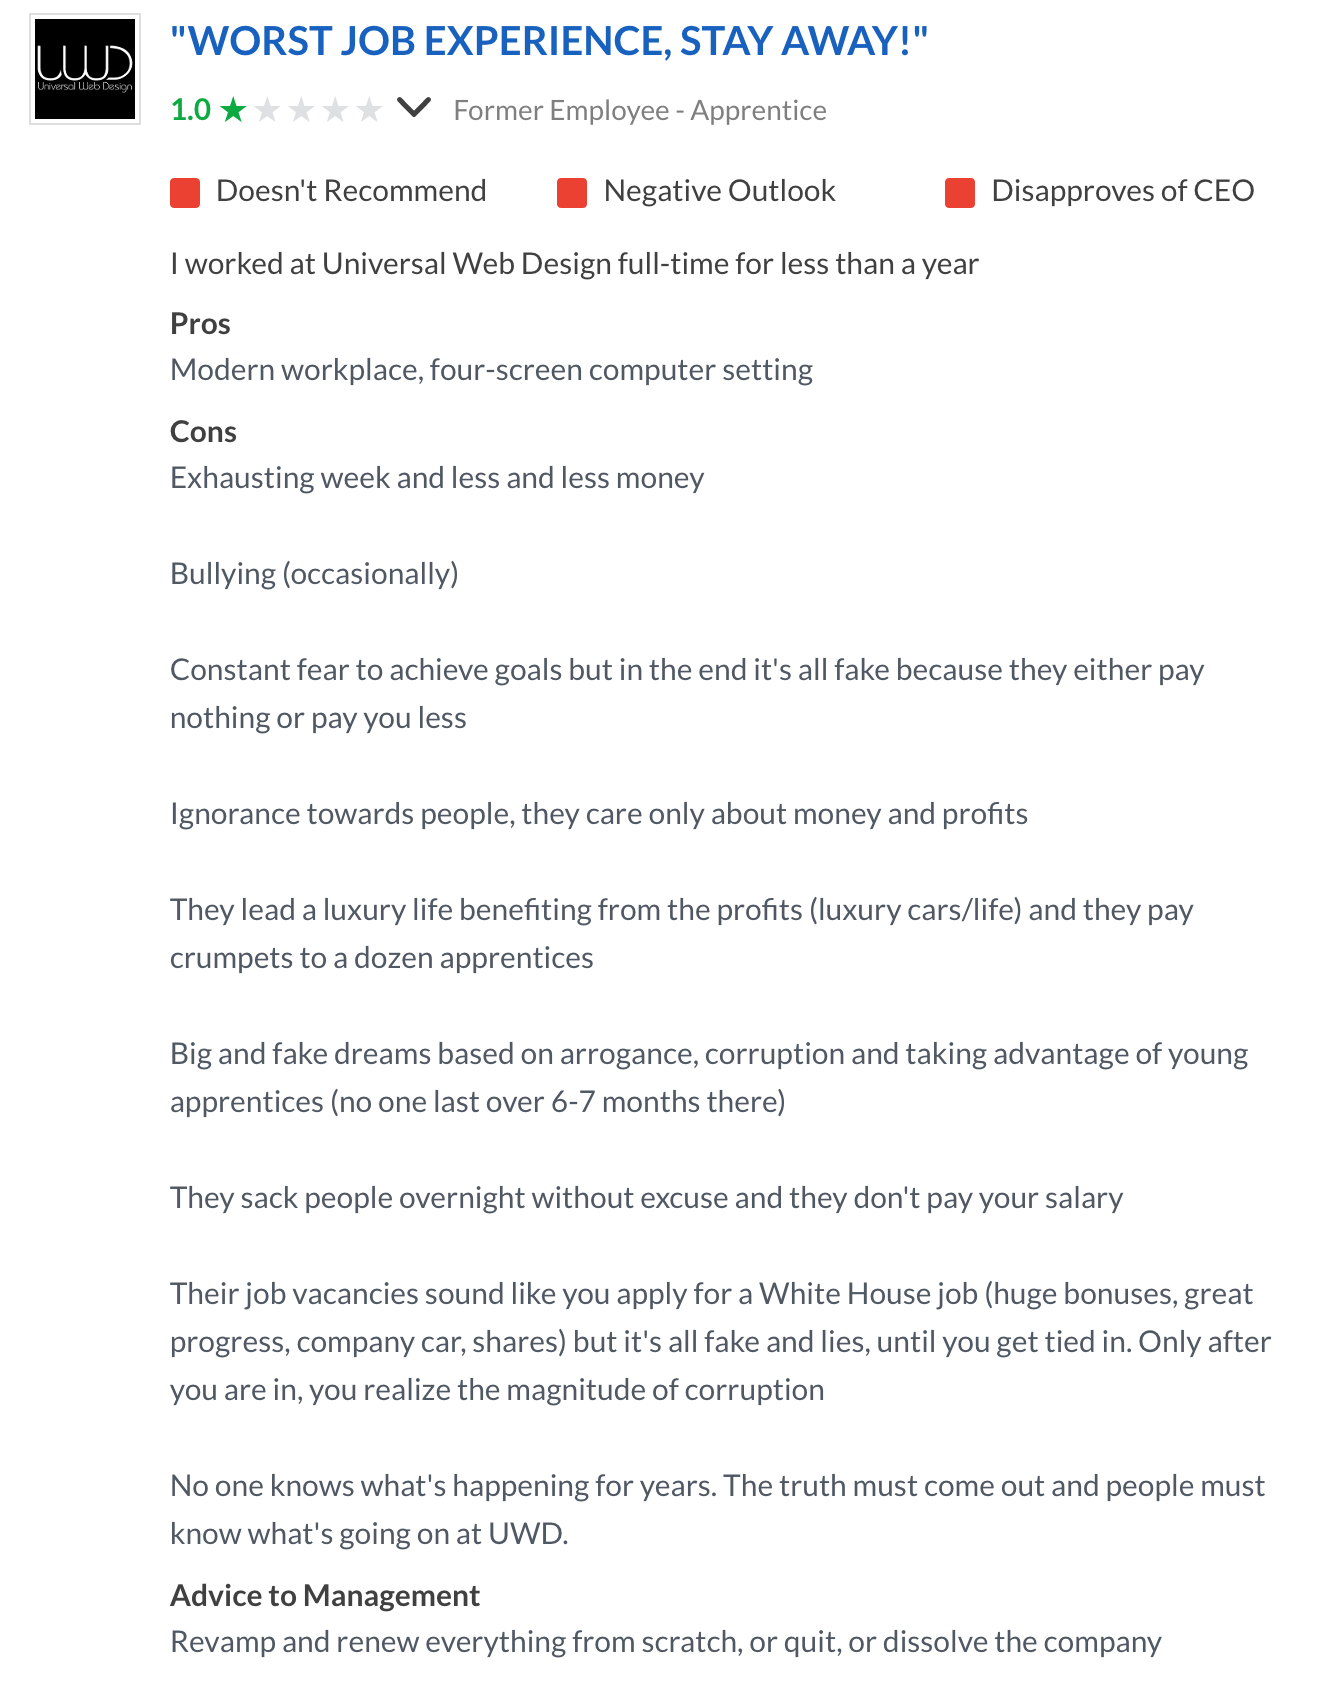 UWD
Universal Web Design
"WORST JOB EXPERIENCE, STAY AWAY!"
1.0 Former Employee - Apprentice
Doesn't Recommend Negative Outlook Disapproves of CEO
I worked at Universal Web Design full-time for less than a year
Pros
Modern workplace, four-screen computer setting
Cons
Exhausting week and less and less money
Bullying (occasionally)
Constant fear to achieve goals but in the end it's all fake because they either pay
nothing or pay you less
Ignorance towards people, they care only about money and profits
They lead a luxury life benefiting from the profits (luxury cars/life) and they pay
crumpets to a dozen apprentices
Big and fake dreams based on arrogance, corruption and taking advantage of young
apprentices (no one last over 6-7 months there)
They sack people overnight without excuse and they don't pay your salary
Their job vacancies sound like you apply for a White House job (huge bonuses, great
progress, company car, shares) but it's all fake and lies, until you get tied in. Only after
you are in, you realize the magnitude of corruption
No one knows what's happening for years. The truth must come out and people must
know what's going on at UWD.
Advice to Management
Revamp and renew everything from scratch, or quit, or dissolve the company